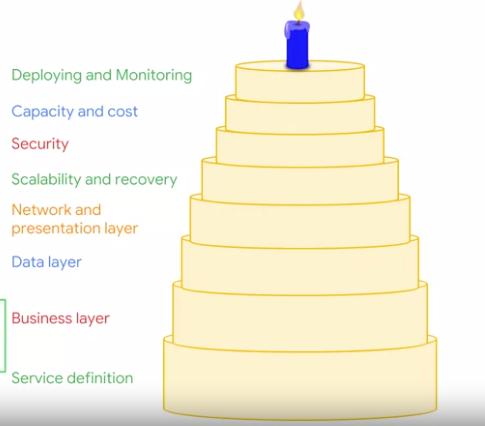 Deploying and Monitoring
Capacity and cost
Security
Scalability and recovery
Network and
presentation layer
Data layer
Business layer
Service definition